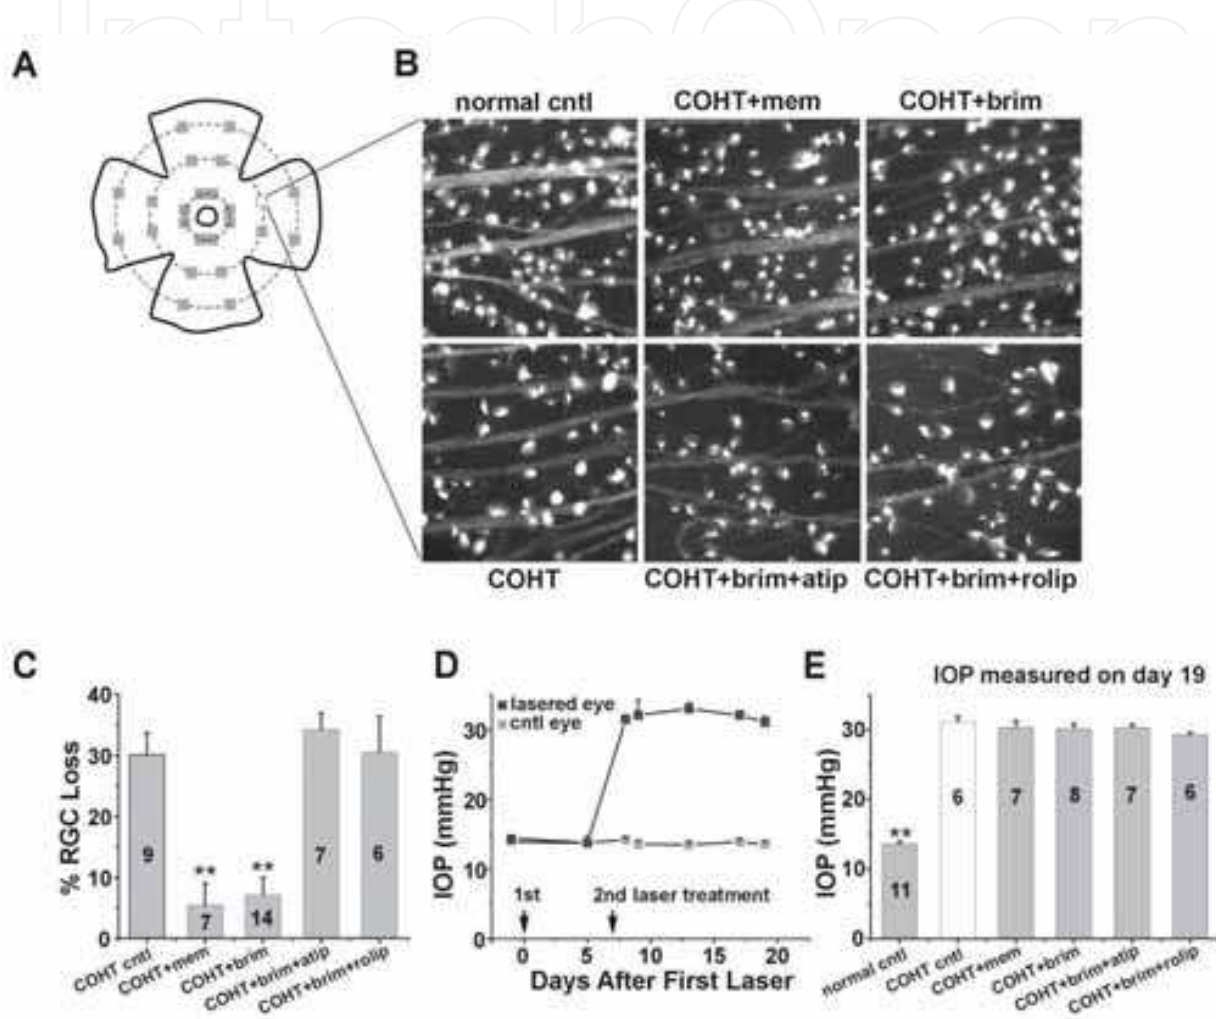 IntechOpen
A
B
normal cntl
COHT+mem
COHT+brim
COHT
COHT+brim+atip
COHT+brim+rolip
C
% RGC Loss
40
30
20
10
0
9
**
7
**
14
7
6
COHT cntl
COHT+mem
COHT+brim
COHT+brim+atip
COHT+brim+rolip
D
lasered eye
cntl eye
IOP (mmHg)
30
20
10
0
1st
2nd laser treatment
0
5
10
15
20
Days After First Laser
E
IOP measured on day 19
IOP (mmHg)
30
20
10
0
**
11
6
7
8
7
6
normal cntl
COHT cntl
COHT+mem
COHT+brim
COHT+brim+atip
COHT+brim+rolip